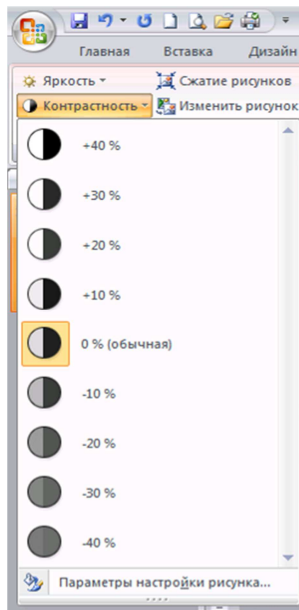 Главная Вставка Дизайн
Яркость Сжатие рисунков
Контрастность Изменить рисунок
+40 %
+30 %
+20 %
+10 %
0 % (обычная)
-10 %
-20 %
-30 %
-40 %
Параметры настройки рисунка...